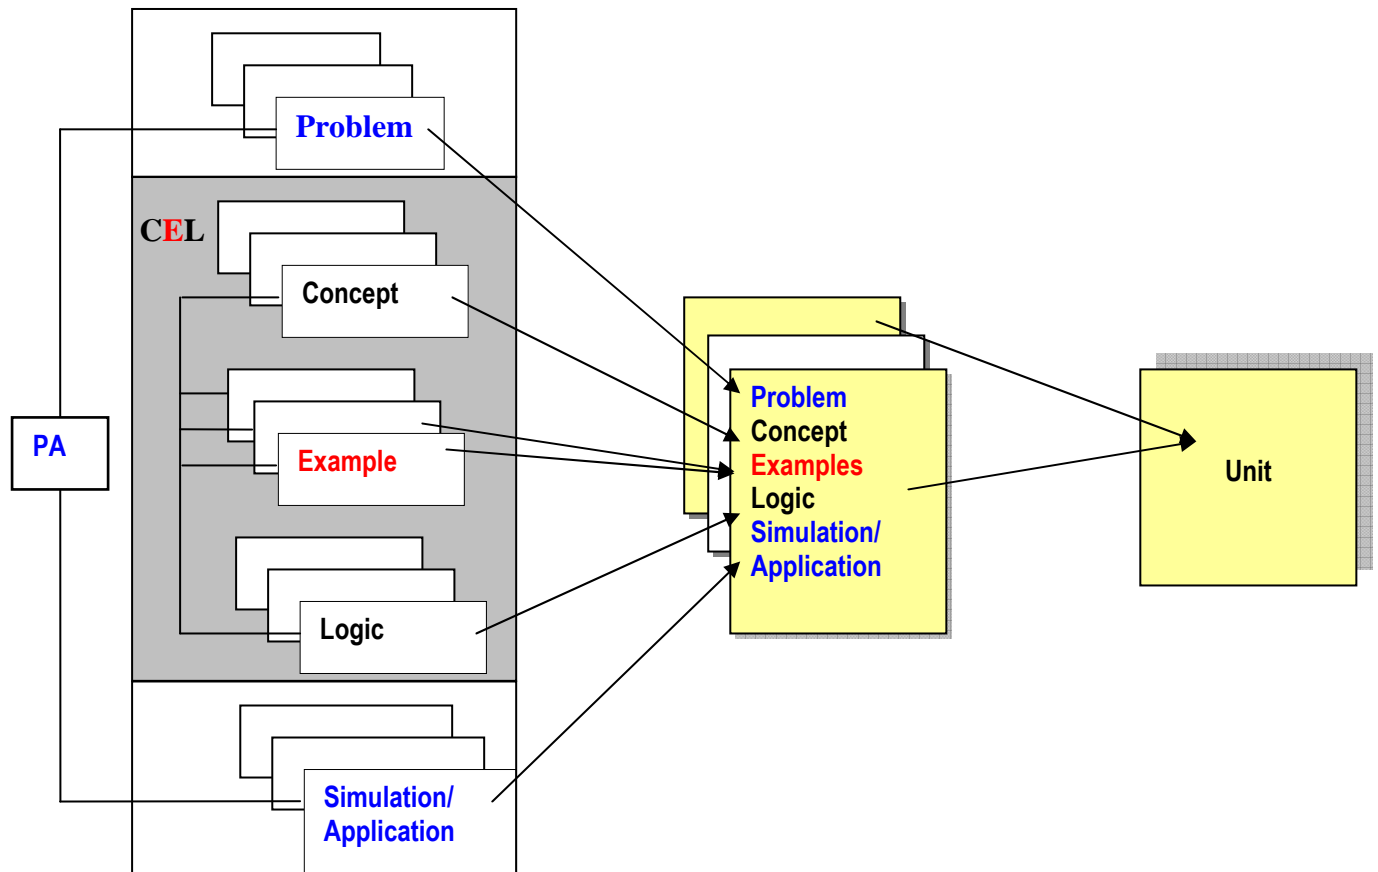 Problem
CEL
Concept
Example
Logic
Simulation/
Application
PA
Problem
Concept
Examples
Logic
Simulation/
Application
Unit